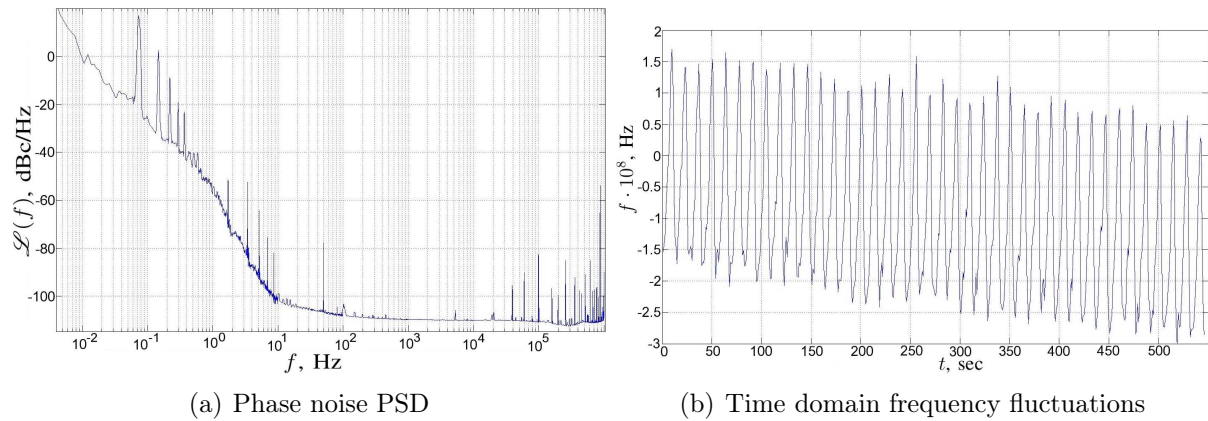 0
-20
-40
-60
-80
-100
ℒ(f), dBc/Hz
10⁻² 10⁻¹ 10⁰ 10¹ 10² 10³ 10⁴ 10⁵
f, Hz
(a) Phase noise PSD
2
1.5
1
0.5
0
-0.5
-1
-1.5
-2
-2.5
-3
f · 10⁸, Hz
0 50 100 150 200 250 300 350 400 450 500
t, sec
(b) Time domain frequency fluctuations